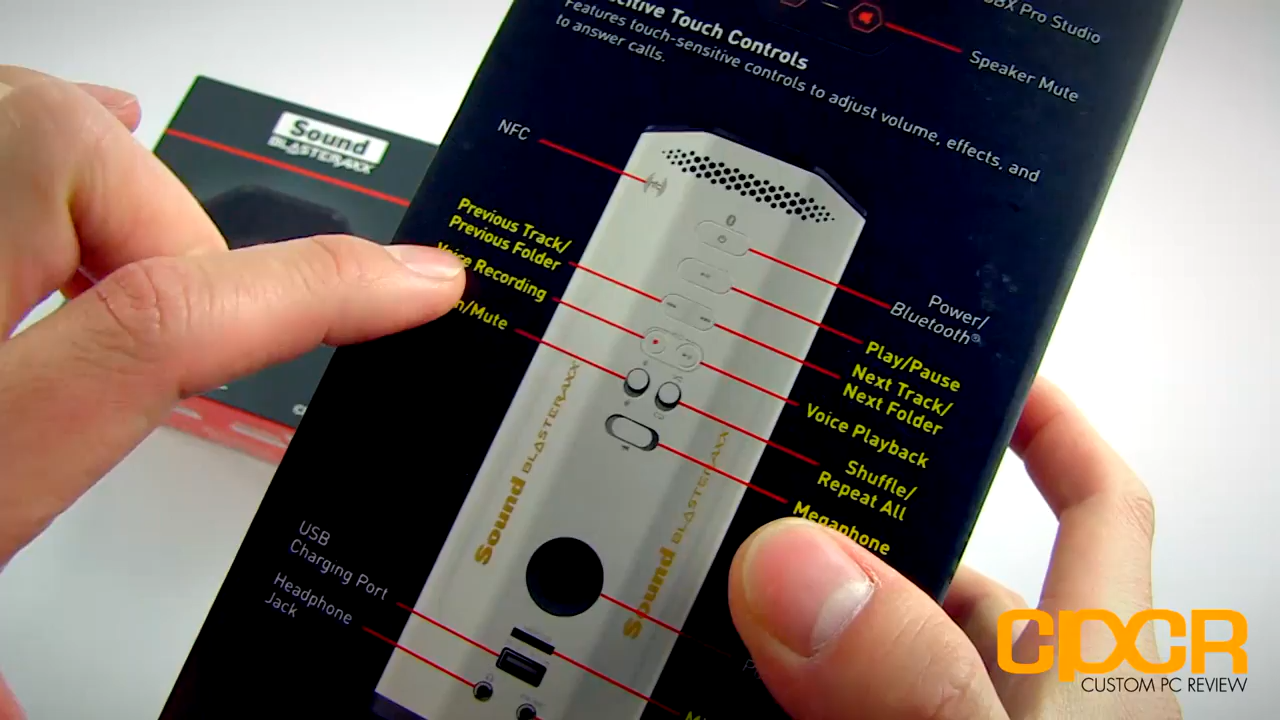 BX Pro Studio
Speaker Mute
Touch Controls
Features touch-sensitive controls to adjust volume, effects, and
to answer calls.
NFC
Previous Track/
Previous Folder
Voice Recording
/Mute
Power/
Bluetooth®
Play/Pause
Next Track/
Next Folder
Voice Playback
Shuffle/
Repeat All
Megaphone
USB
Charging Port
Headphone
Jack
Sound BLASTERAXX
Sound BLASTERAXX
Sound
BLASTERAXX
CPCR
CUSTOM PC REVIEW